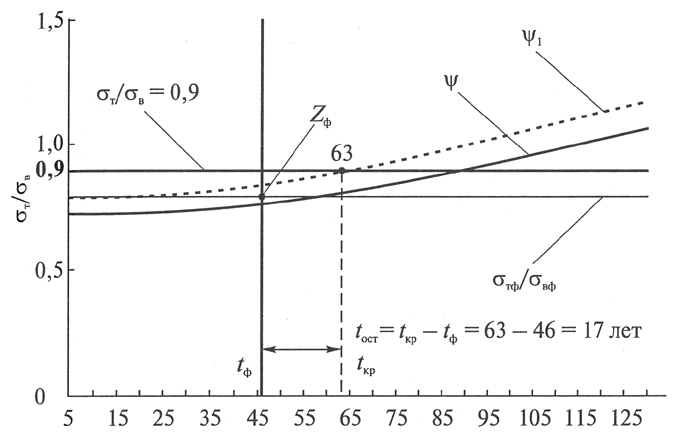 1,5
ψ₁
σт/σв = 0,9
ψ
Zф
1,0
63
0,9
σт/σв
0,5
σтф/σвф
tост= tкр – tф = 63 – 46 = 17 лет
tф
tкр
0
5 15 25 35 45 55 65 75 85 95 105 115 125